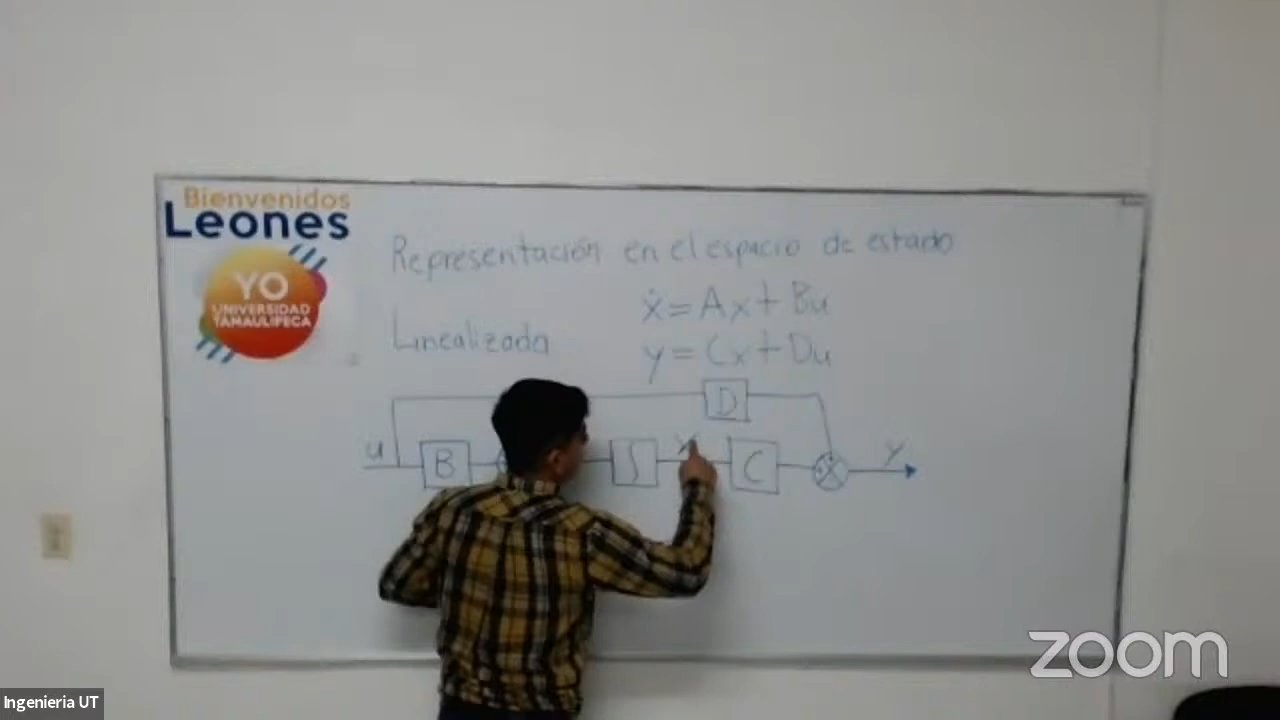 Bienvenidos
Leones
YO
UNIVERSIDAD
TAMAULIPECA
Representación en el espacio de estado
ẋ = Ax + Bu
Linealizada
y = Cx + Du
D
u
B
∫
x
C
y
zoom
Ingenieria UT